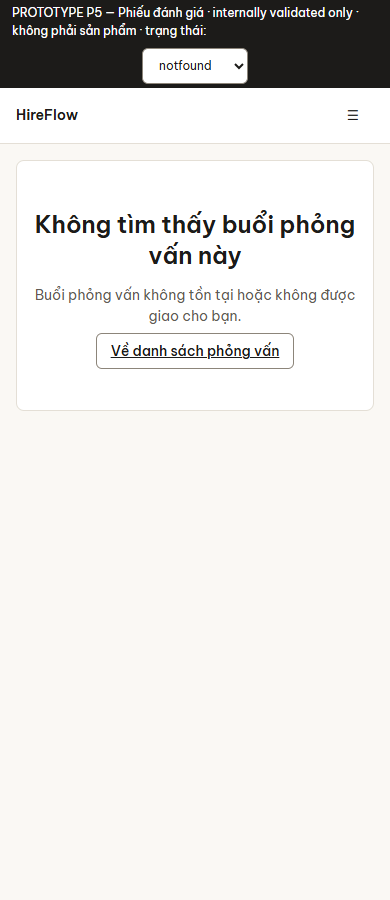 PROTOTYPE P5 — Phiếu đánh giá · internally validated only ·
không phải sản phẩm · trạng thái:
notfound
HireFlow
☰
Không tìm thấy buổi phỏng
vấn này
Buổi phỏng vấn không tồn tại hoặc không được
giao cho bạn.
Về danh sách phỏng vấn